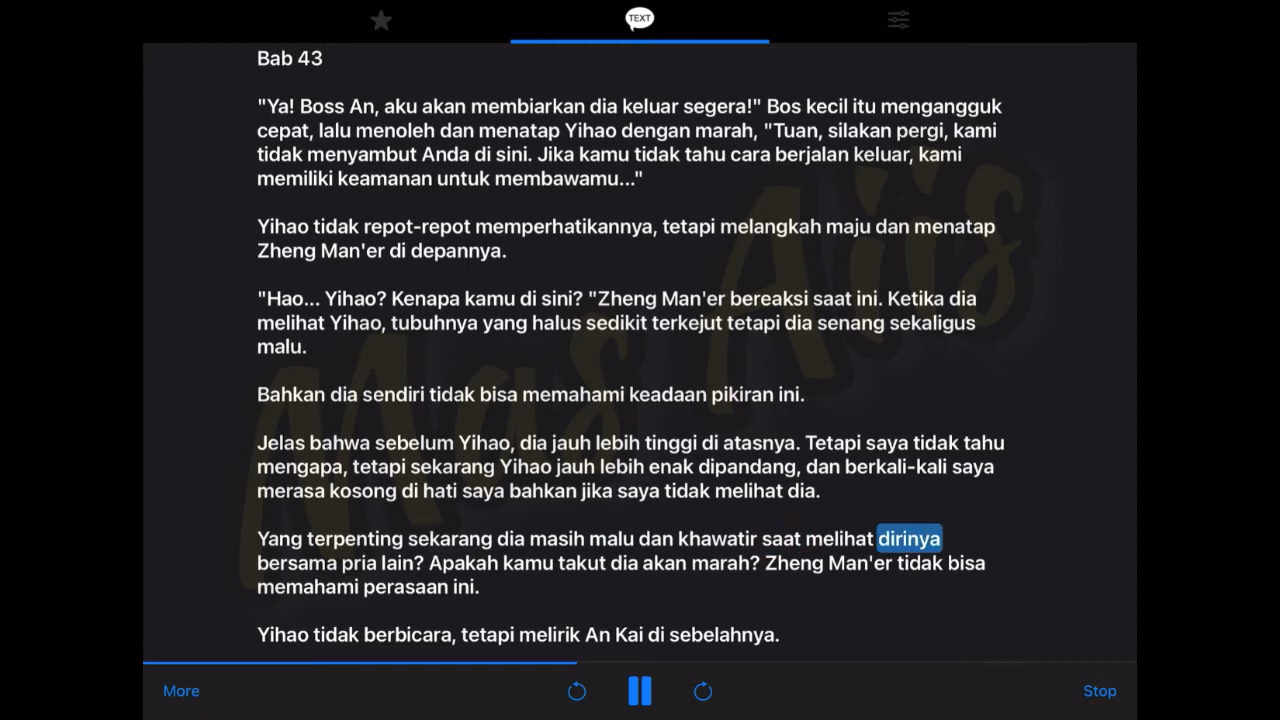 TEXT
Bab 43
"Ya! Boss An, aku akan membiarkan dia keluar segera!" Bos kecil itu mengangguk
cepat, lalu menoleh dan menatap Yihao dengan marah, "Tuan, silakan pergi, kami
tidak menyambut Anda di sini. Jika kamu tidak tahu cara berjalan keluar, kami
memiliki keamanan untuk membawamu..."
Yihao tidak repot-repot memperhatikannya, tetapi melangkah maju dan menatap
Zheng Man'er di depannya.
"Hao... Yihao? Kenapa kamu di sini? "Zheng Man'er bereaksi saat ini. Ketika dia
melihat Yihao, tubuhnya yang halus sedikit terkejut tetapi dia senang sekaligus
malu.
Bahkan dia sendiri tidak bisa memahami keadaan pikiran ini.
Jelas bahwa sebelum Yihao, dia jauh lebih tinggi di atasnya. Tetapi saya tidak tahu
mengapa, tetapi sekarang Yihao jauh lebih enak dipandang, dan berkali-kali saya
merasa kosong di hati saya bahkan jika saya tidak melihat dia.
Yang terpenting sekarang dia masih malu dan khawatir saat melihat dirinya
bersama pria lain? Apakah kamu takut dia akan marah? Zheng Man'er tidak bisa
memahami perasaan ini.
Yihao tidak berbicara, tetapi melirik An Kai di sebelahnya.
Mas Aiis
More
Stop